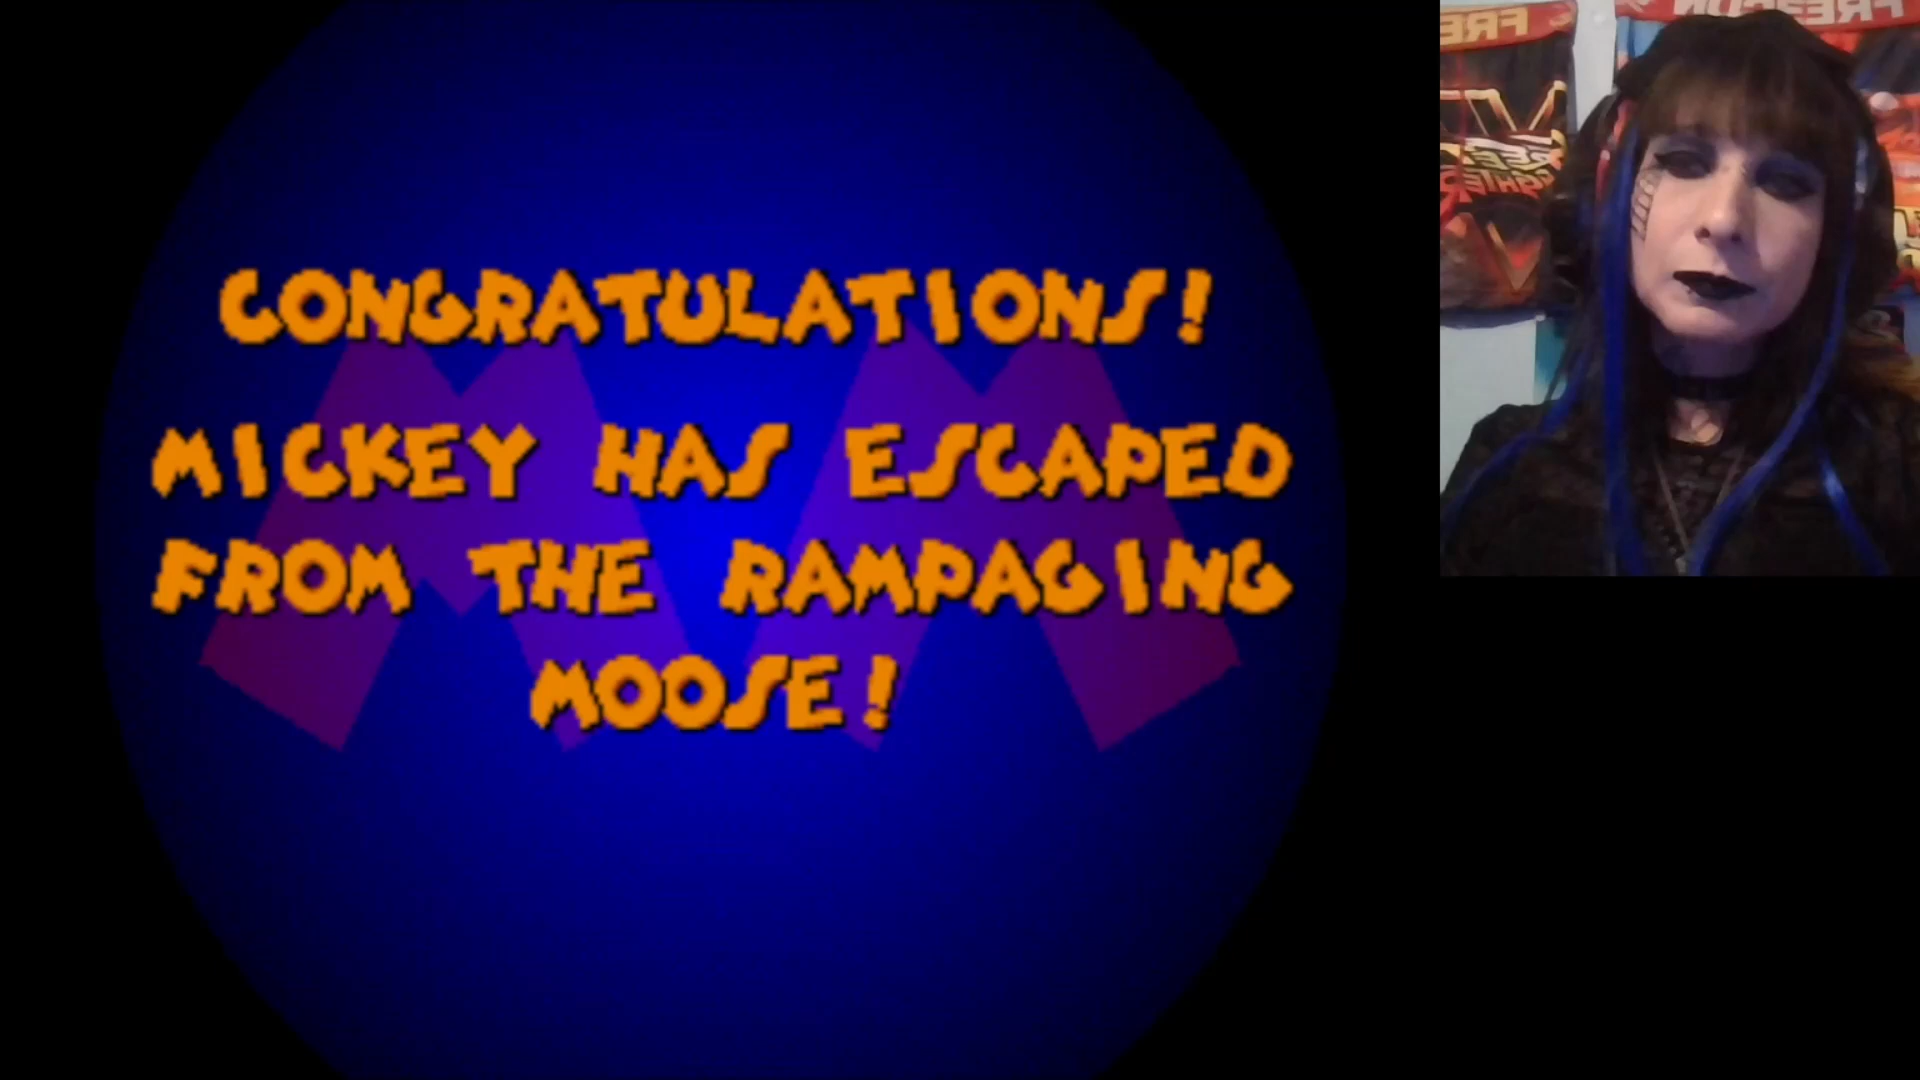 CONGRATULATIONS!
MICKEY HAS ESCAPED
FROM THE RAMPAGING
MOOSE!